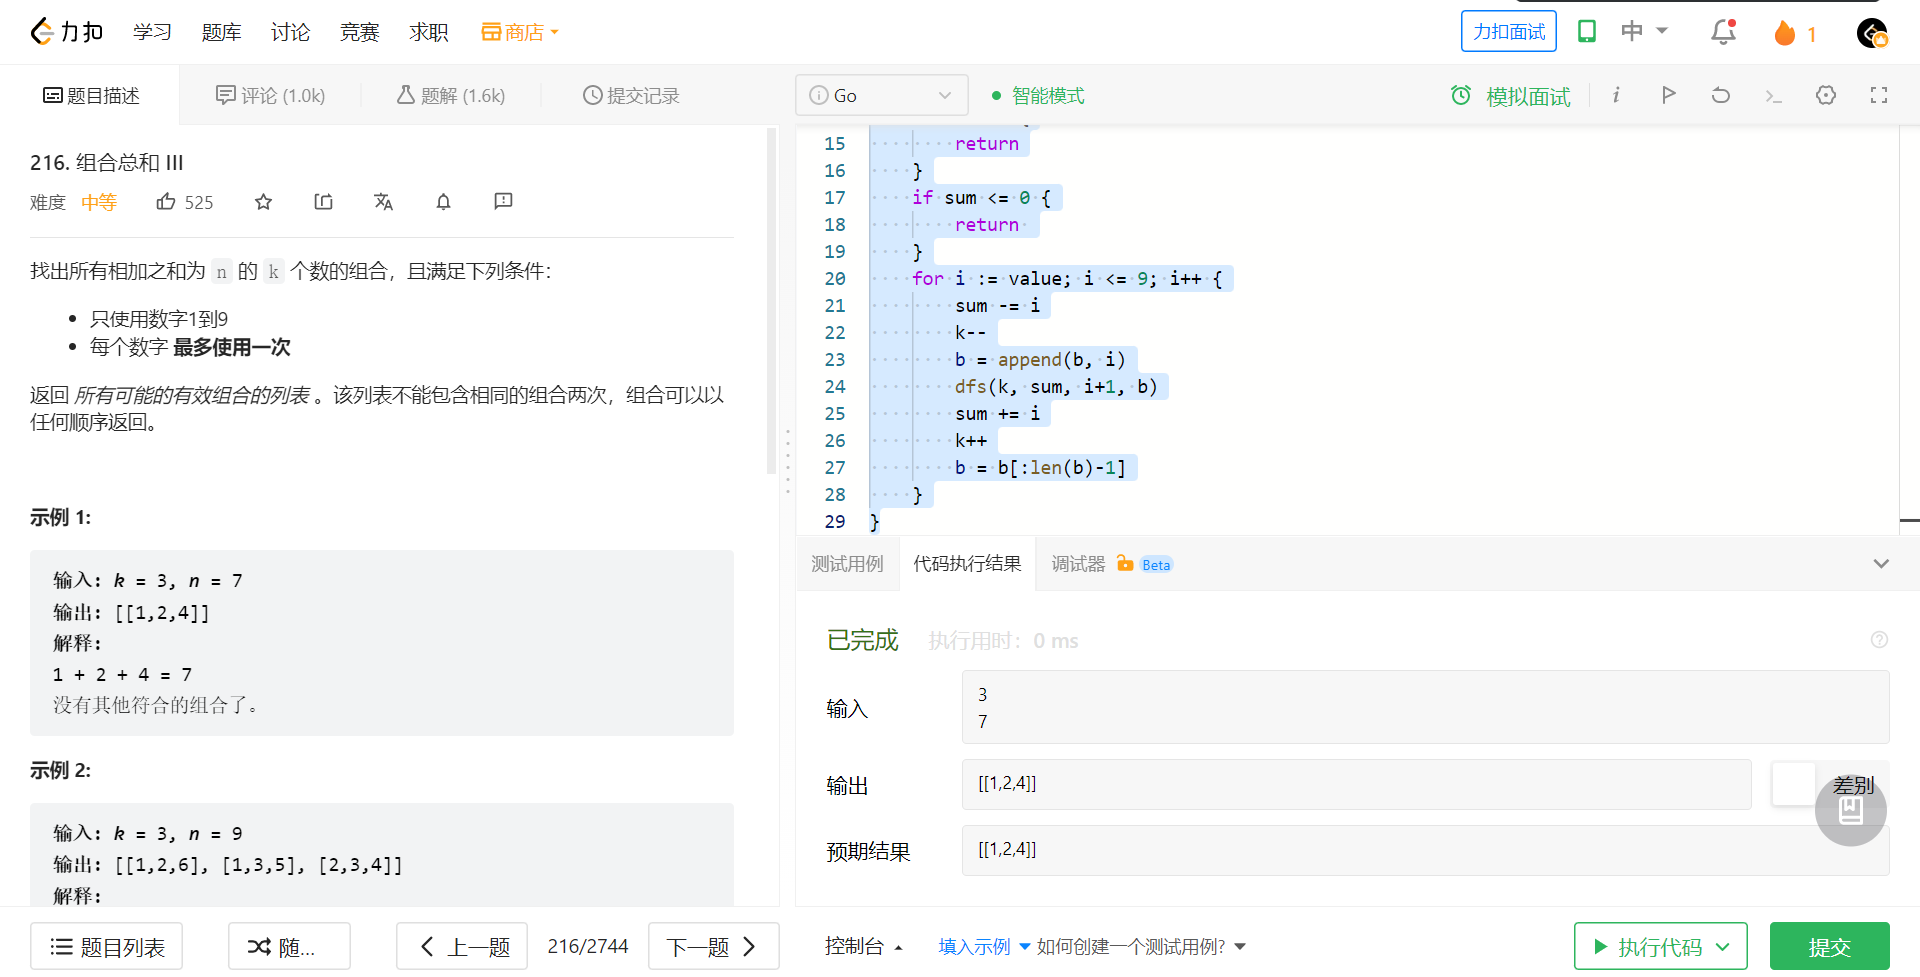 力扣 学习 题库 讨论 竞赛 求职 商店 力扣面试 中 1
题目描述 评论 (1.0k) 题解 (1.6k) 提交记录
216. 组合总和 III
难度 中等 525
找出所有相加之和为 n 的 k 个数的组合，且满足下列条件：
只使用数字1到9
每个数字 最多使用一次
返回 所有可能的有效组合的列表 。该列表不能包含相同的组合两次，组合可以以
任何顺序返回。
示例 1:
输入: k = 3, n = 7
输出: [[1,2,4]]
解释:
1 + 2 + 4 = 7
没有其他符合的组合了。
示例 2:
输入: k = 3, n = 9
输出: [[1,2,6], [1,3,5], [2,3,4]]
解释:
题目列表 随... 上一题 216/2744 下一题
Go 智能模式 模拟面试
15 return
16 }
17 if sum <= 0 {
18 return
19 }
20 for i := value; i <= 9; i++ {
21 sum -= i
22 k--
23 b = append(b, i)
24 dfs(k, sum, i+1, b)
25 sum += i
26 k++
27 b = b[:len(b)-1]
28 }
29 }
测试用例 代码执行结果 调试器 Beta
已完成 执行用时: 0 ms
输入
3
7
输出 [[1,2,4]] 差别
预期结果 [[1,2,4]]
控制台 填入示例 如何创建一个测试用例? 执行代码 提交